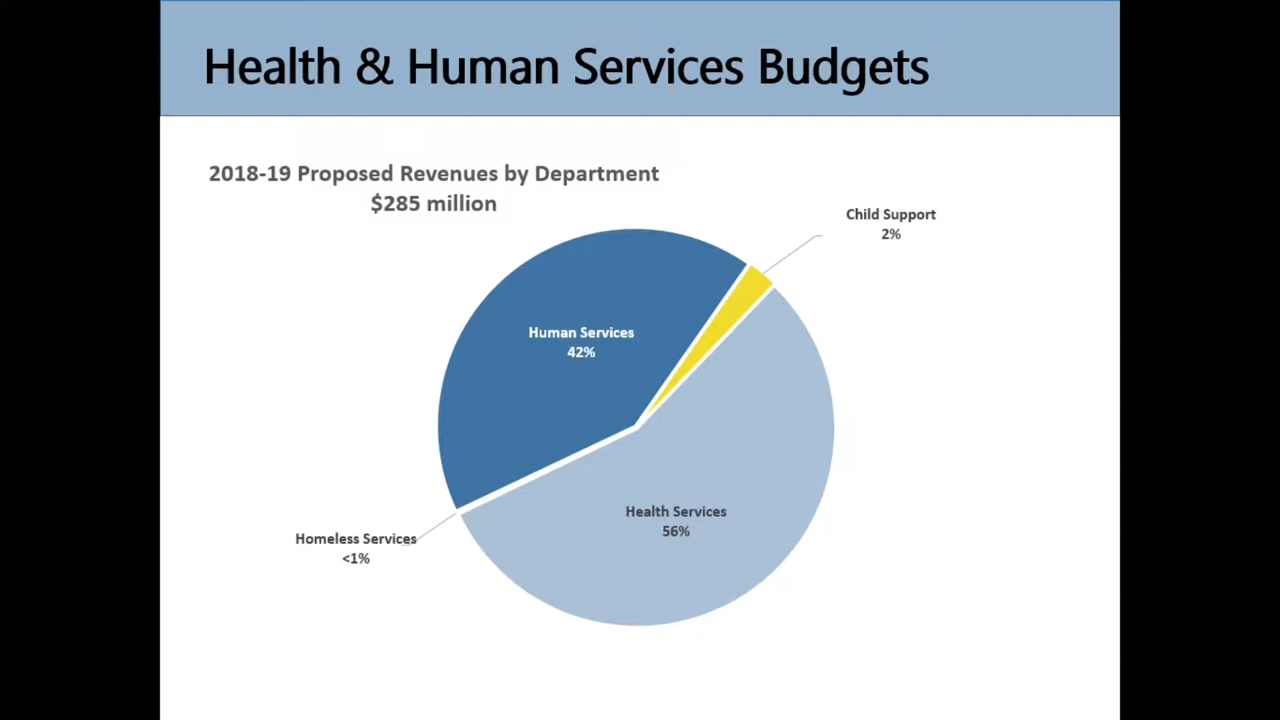 Health & Human Services Budgets
2018-19 Proposed Revenues by Department
$285 million
Child Support
2%
Human Services
42%
Health Services
56%
Homeless Services
<1%